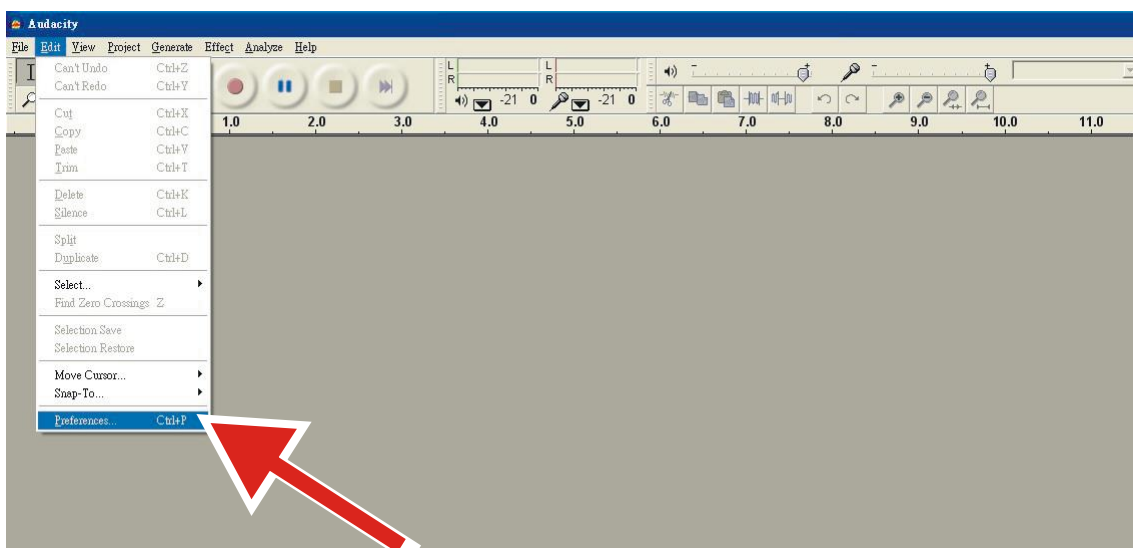 Audacity
File Edit View Project Generate Effect Analyze Help
Can't Undo Ctrl+Z
Can't Redo Ctrl+Y
Cut Ctrl+X
Copy Ctrl+C
Paste Ctrl+V
Trim Ctrl+T
Delete Ctrl+K
Silence Ctrl+L
Split
Duplicate Ctrl+D
Select...
Find Zero Crossings Z
Selection Save
Selection Restore
Move Cursor...
Snap-To...
Preferences... Ctrl+P
L L
R R
-21 0 -21 0
1.0 2.0 3.0 4.0 5.0 6.0 7.0 8.0 9.0 10.0 11.0